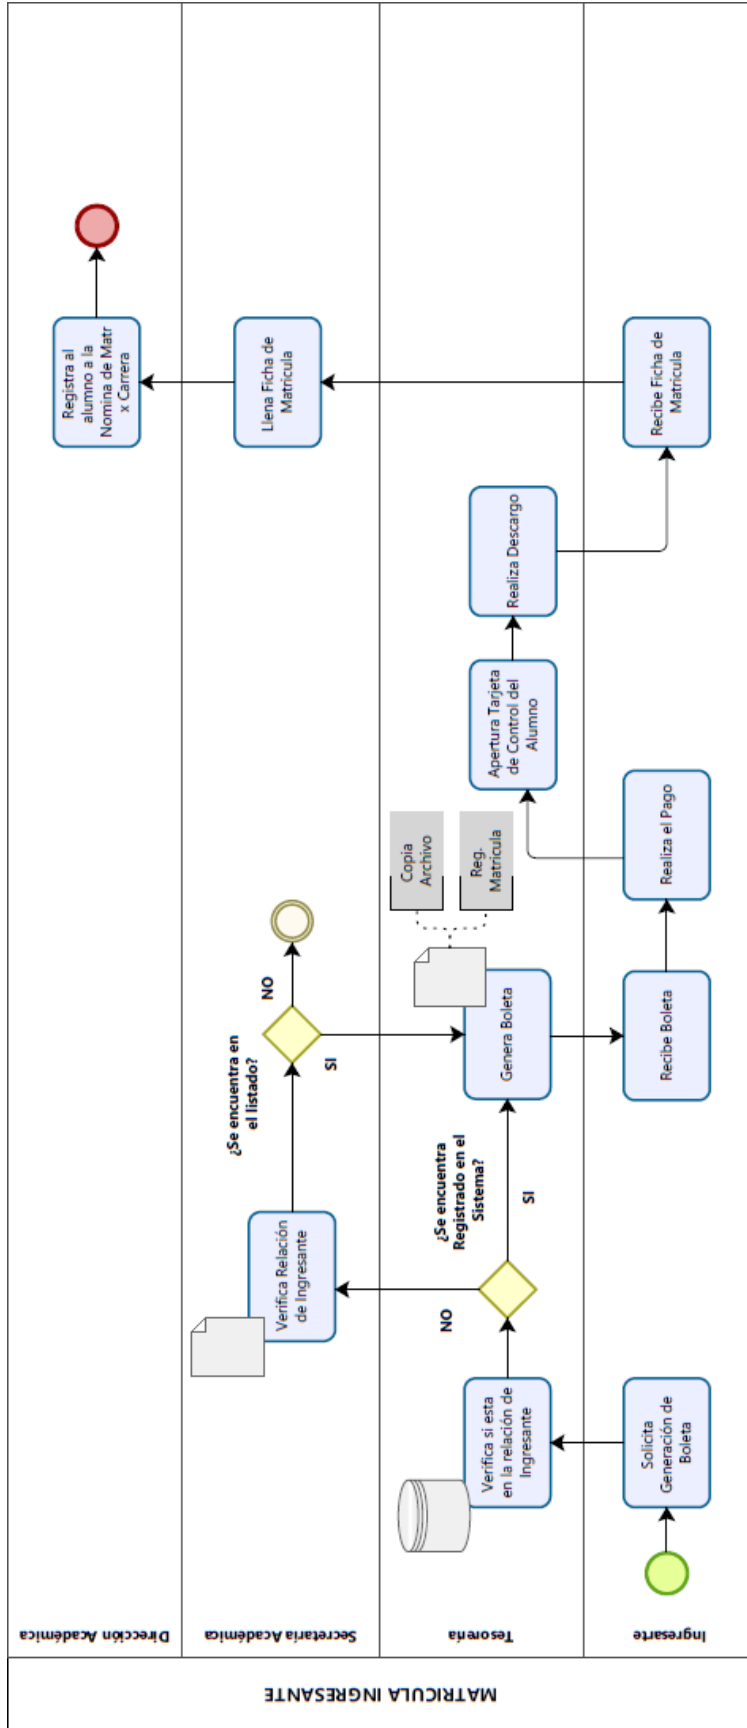 MATRICULA INGRESANTE
Dirección Académica
Registra al
alumno a la
Nomina de Matr
x Carrera
Secretaria Académica
Verifica Relación
de Ingresante
¿Se encuentra en
el listado?
NO
SI
Llena Ficha de
Matricula
Tesorería
Verifica si esta
en la relación de
Ingresante
NO
¿Se encuentra
Registrado en el
Sistema?
SI
Genera Boleta
Copia
Archivo
Reg.
Matricula
Apertura Tarjeta
de Control del
Alumno
Realiza Descargo
Ingresarte
Solicita
Generación de
Boleta
Recibe Boleta
Realiza el Pago
Recibe Ficha de
Matricula